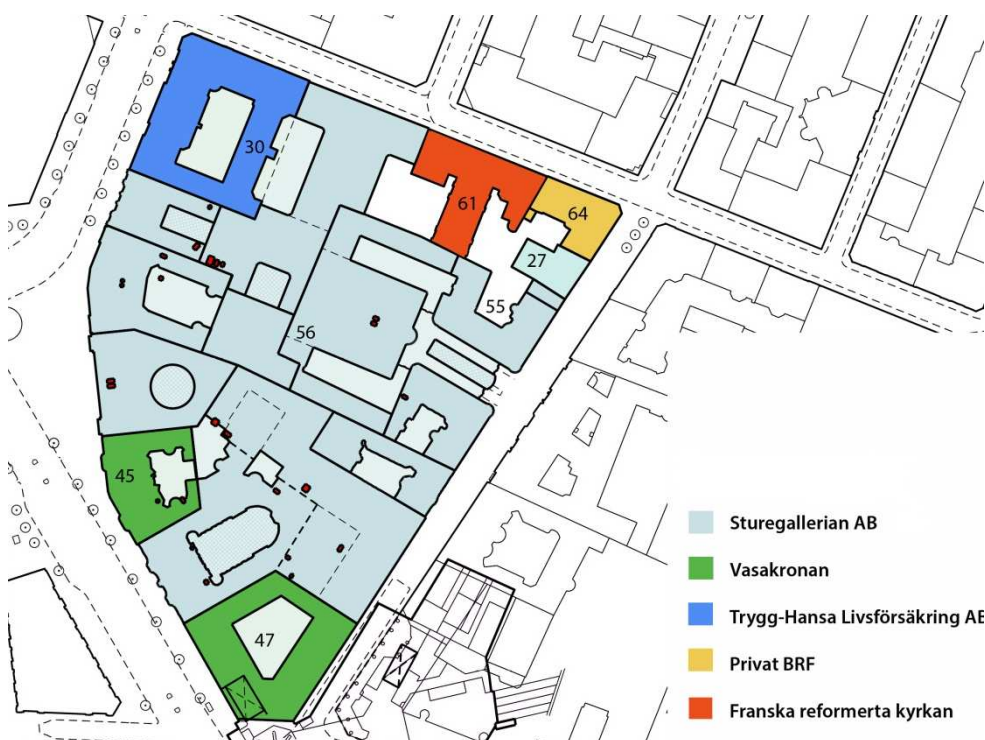 30
61
64
27
55
56
45
47
Sturegallerian AB
Vasakronan
Trygg-Hansa Livsförsäkring AB
Privat BRF
Franska reformerta kyrkan